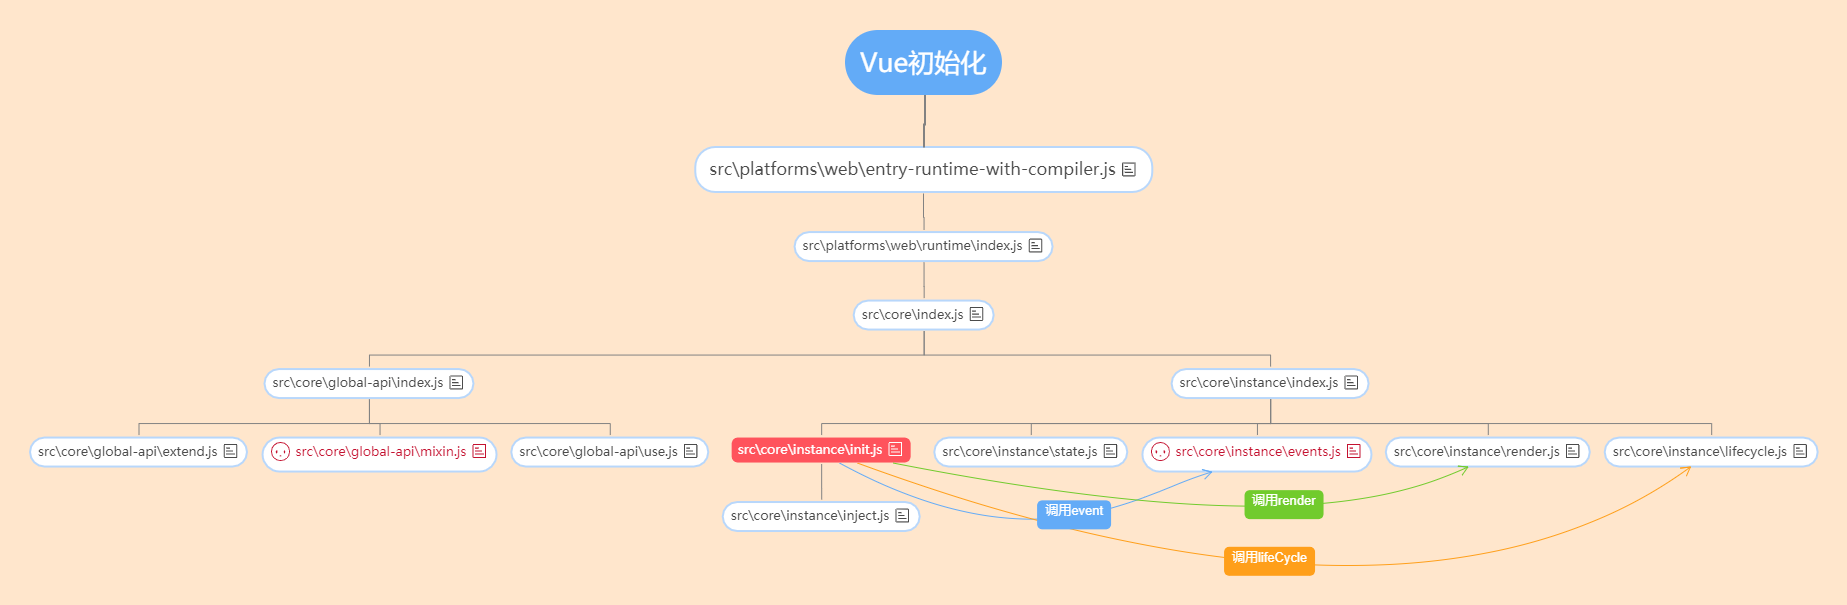 Vue初始化
src\platforms\web\entry-runtime-with-compiler.js
src\platforms\web\runtime\index.js
src\core\index.js
src\core\global-api\index.js
src\core\instance\index.js
src\core\global-api\extend.js
src\core\global-api\mixin.js
src\core\global-api\use.js
src\core\instance\init.js
src\core\instance\state.js
src\core\instance\events.js
src\core\instance\render.js
src\core\instance\lifecycle.js
src\core\instance\inject.js
调用event
调用render
调用lifeCycle